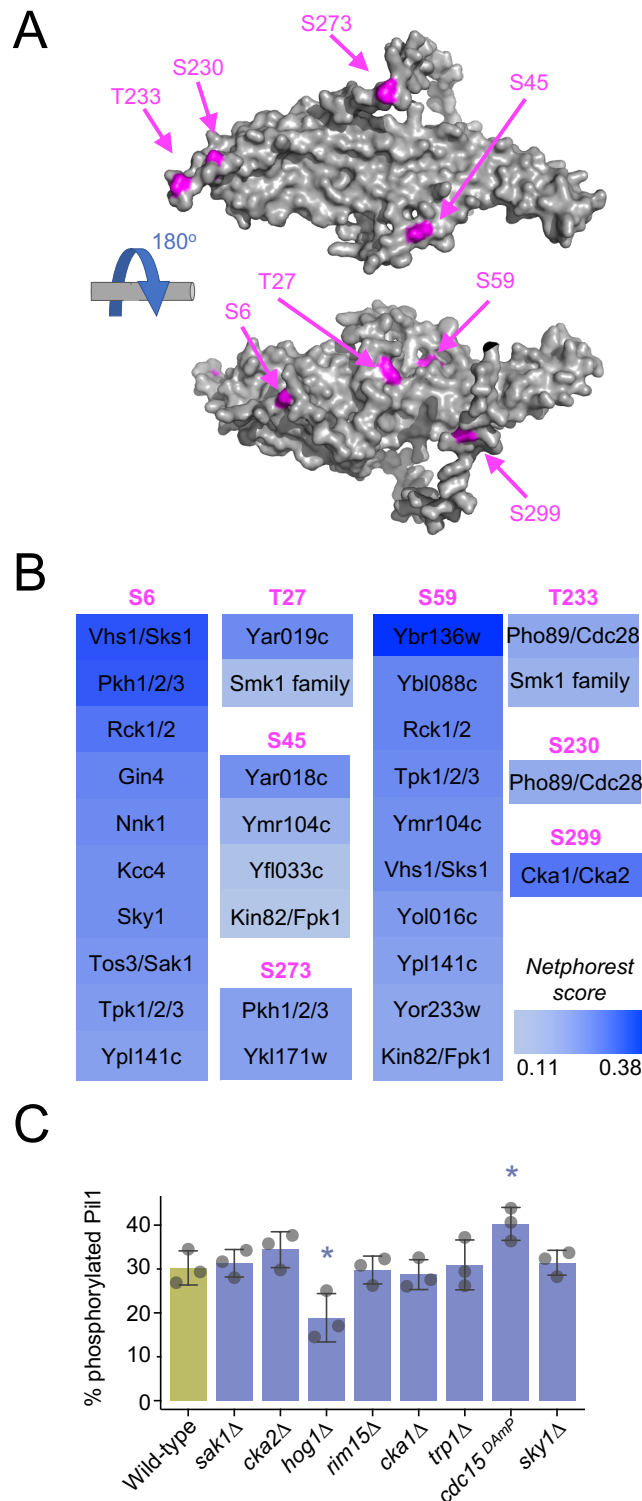 A
S273
S230
S45
T233
180o
T27
S59
S6
S299
B
S6
Vhs1/Sks1
Pkh1/2/3
Rck1/2
Gin4
Nnk1
Kcc4
Sky1
Tos3/Sak1
Tpk1/2/3
Ypl141c
T27
Yar019c
Smk1 family
S45
Yar018c
Ymr104c
Yfl033c
Kin82/Fpk1
S273
Pkh1/2/3
Ykl171w
S59
Ybr136w
Ybl088c
Rck1/2
Tpk1/2/3
Ymr104c
Vhs1/Sks1
Yol016c
Ypl141c
Yor233w
Kin82/Fpk1
T233
Pho89/Cdc28
Smk1 family
S230
Pho89/Cdc28
S299
Cka1/Cka2
Netphorest
score
0.11 0.38
C
% phosphorylated Pil1
40
30
20
10
0
*
*
Wild-type
sak1Δ
cka2Δ
hog1Δ
rim15Δ
cka1Δ
trp1Δ
cdc15 DAmP
sky1Δ